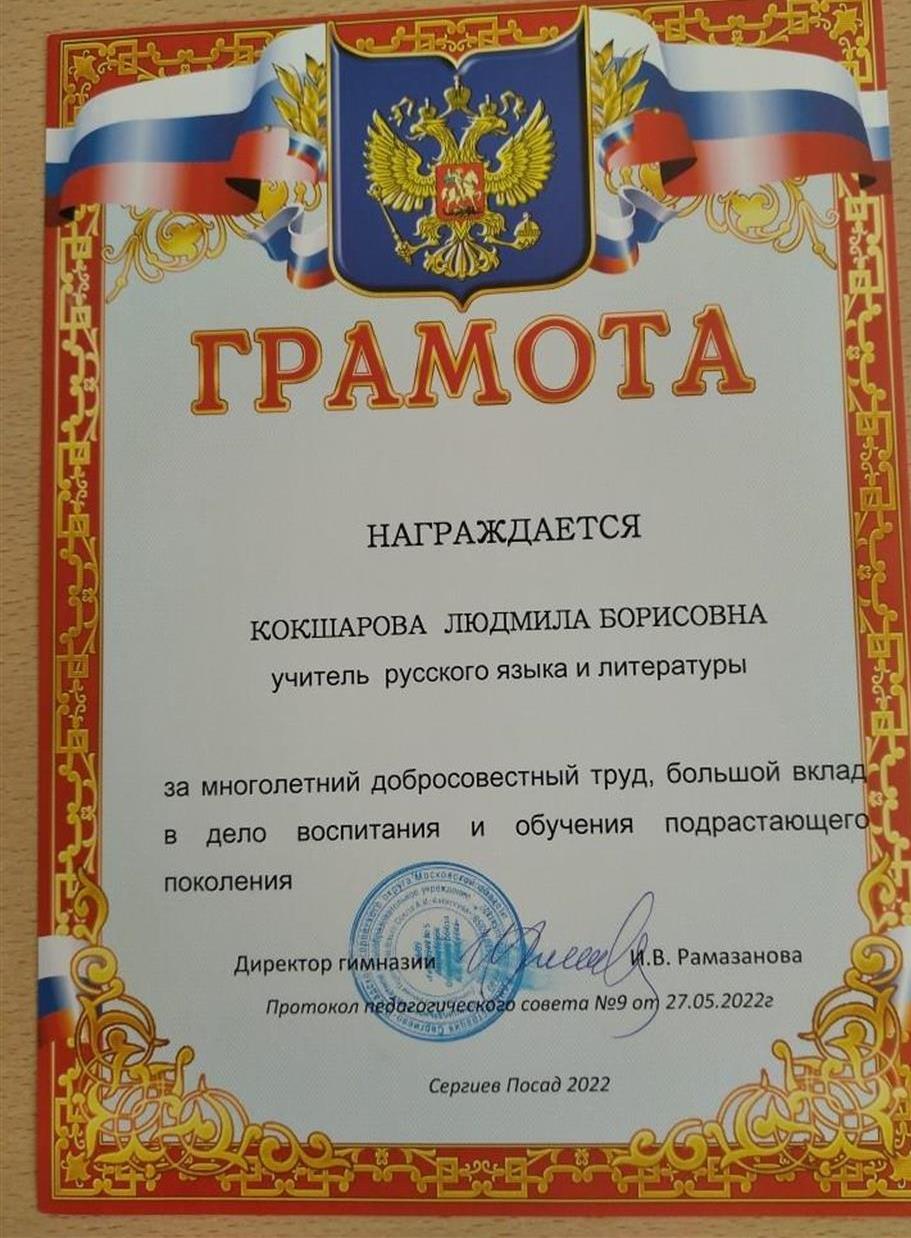 ГРАМОТА
НАГРАЖДАЕТСЯ
КОКШАРОВА ЛЮДМИЛА БОРИСОВНА
учитель русского языка и литературы
за многолетний добросовестный труд, большой вклад
в дело воспитания и обучения подрастающего
поколения
Директор гимназии И.В. Рамазанова
Протокол педагогического совета №9 от 27.05.2022г
Сергиев Посад 2022